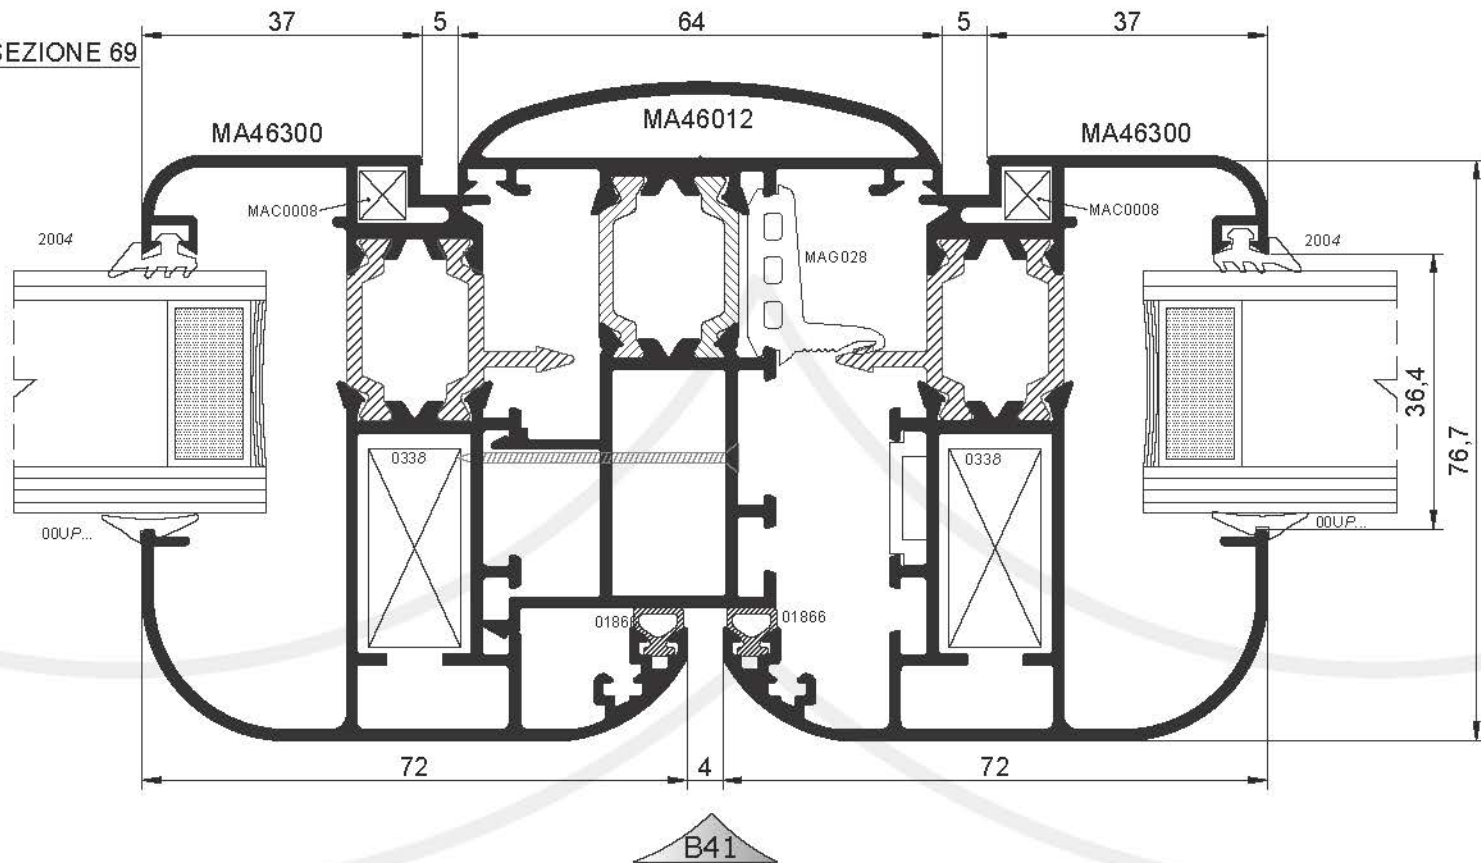 37 5 64 5 37
SEZIONE 69
MA46300 MA46012 MA46300
MAC0008 MAC0008
2004 2004
MAG028
36,4
76,7
0338 0338
00UP... 00UP...
01866 01866
72 4 72
B41